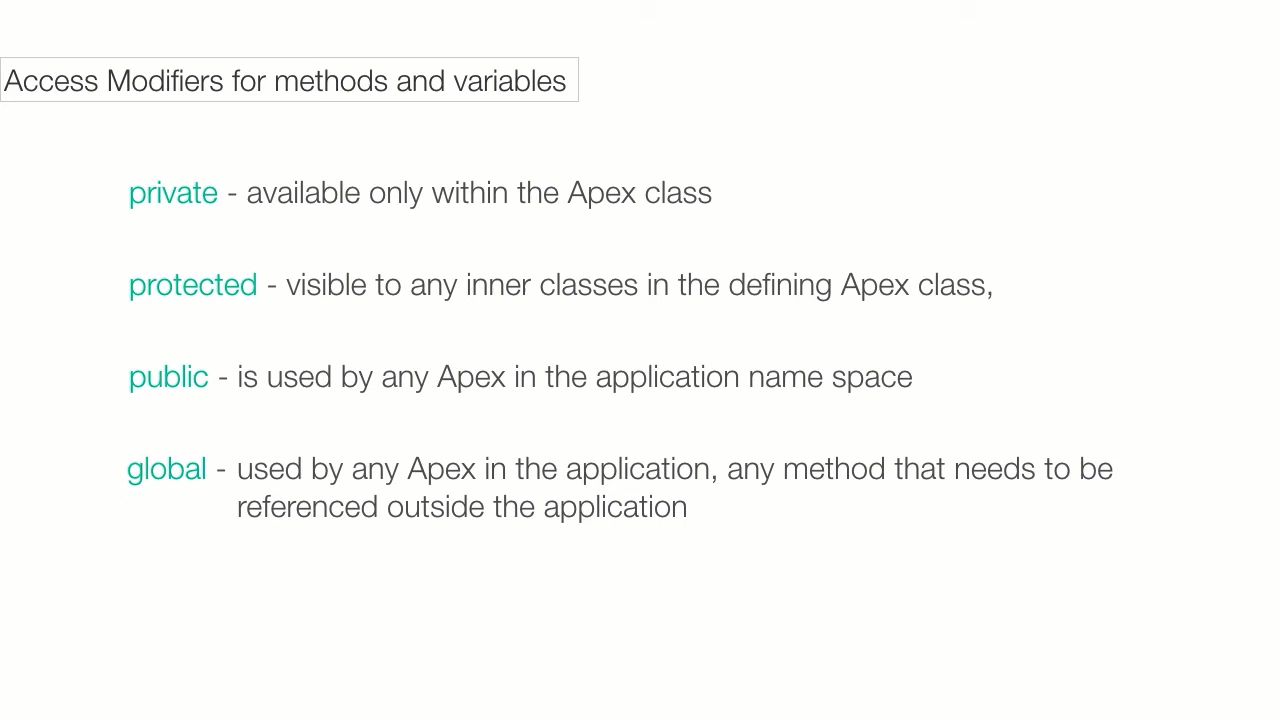 Access Modifiers for methods and variables
private - available only within the Apex class
protected - visible to any inner classes in the defining Apex class,
public - is used by any Apex in the application name space
global - used by any Apex in the application, any method that needs to be
referenced outside the application